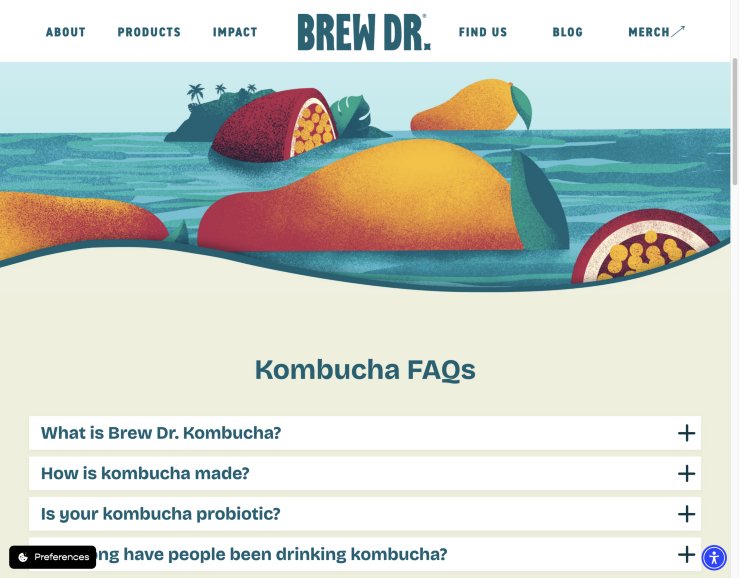 ABOUT PRODUCTS IMPACT BREW DR. FIND US BLOG MERCH
Kombucha FAQs
What is Brew Dr. Kombucha?
How is kombucha made?
Is your kombucha probiotic?
have people been drinking kombucha?
Preferences